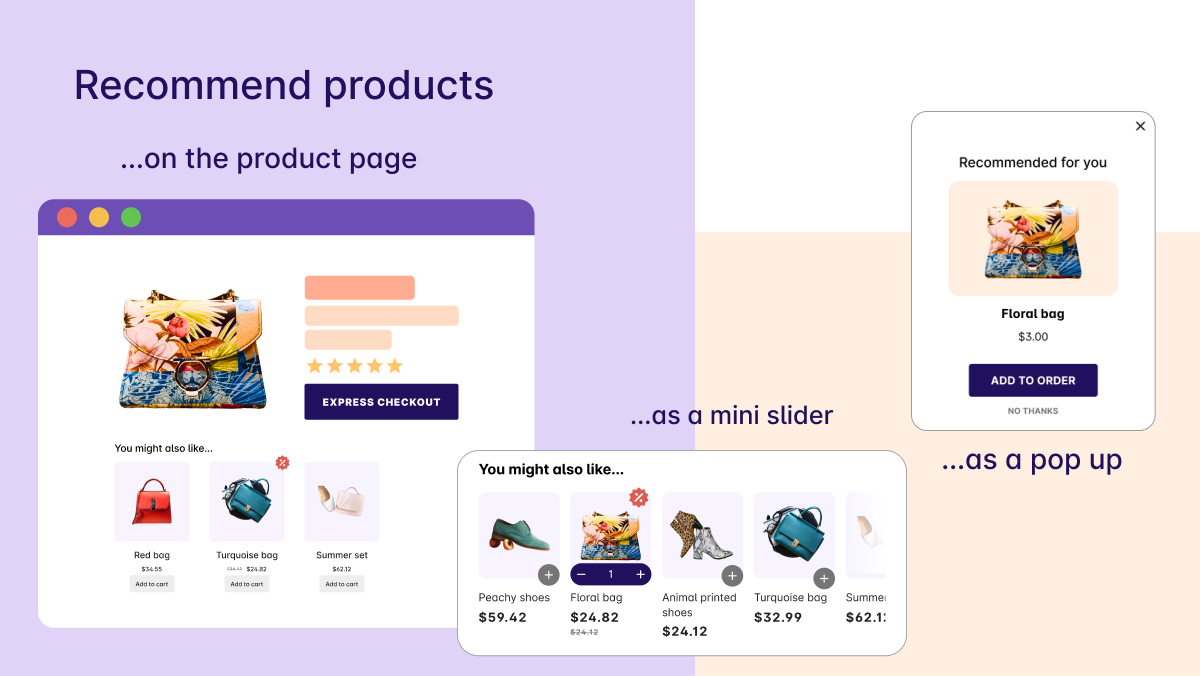 Recommend products
...on the product page
EXPRESS CHECKOUT
You might also like...
Red bag
$34.55
Add to cart
Turquoise bag
$24.82
Add to cart
Summer set
$62.12
Add to cart
...as a mini slider
You might also like...
1
Peachy shoes
$59.42
Floral bag
$24.82
$24.12
Animal printed
shoes
$24.12
Turquoise bag
$32.99
Summer
$62.12
Recommended for you
Floral bag
$3.00
ADD TO ORDER
NO THANKS
...as a pop up